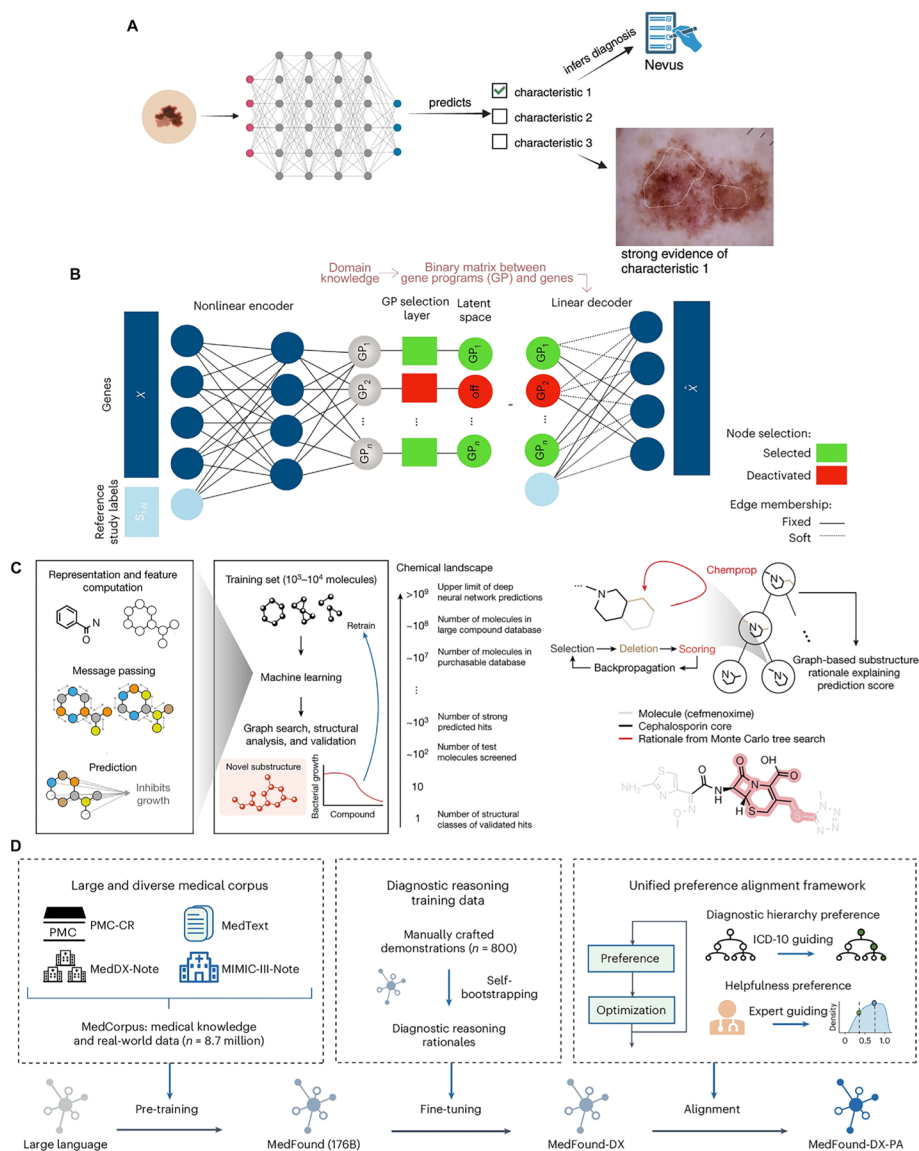 A
infers diagnosis
Nevus
predicts
characteristic 1
characteristic 2
characteristic 3
strong evidence of
characteristic 1
B
Domain
knowledge
Binary matrix between
gene programs (GP) and genes
Nonlinear encoder
GP selection
layer
Latent
space
Linear decoder
Genes
X
GP1
GP2
...
GPn
...
GP1
off
...
GPn
~
GP1
GP2
...
GPn
X̂
Reference
study labels
S1,N
Node selection:
Selected
Deactivated
Edge membership:
Fixed
Soft
C
Representation and feature
computation
N
O
Message passing
Prediction
Inhibits
growth
Training set (10³–10⁴ molecules)
Retrain
Machine learning
Graph search, structural
analysis, and validation
Novel substructure
Bacterial growth
Compound
Chemical landscape
>10⁹ Upper limit of deep
neural network predictions
~10⁸ Number of molecules in
large compound database
~10⁷ Number of molecules in
purchasable database
...
~10³ Number of strong
predicted hits
~10² Number of test
molecules screened
10
1 Number of structural
classes of validated hits
Chemprop
...
N
Selection
Deletion
Scoring
Backpropagation
N
N
N
N
...
Graph-based substructure
rationale explaining
prediction score
Molecule (cefmenoxime)
Cephalosporin core
Rationale from Monte Carlo tree search
H₂N
S
N
N
O
O
NH
O
N
H
H
S
OH
O
S
N
N
N
N
D
Large and diverse medical corpus
PMC
PMC-CR
MedText
MedDX-Note
MIMIC-III-Note
MedCorpus: medical knowledge
and real-world data (n = 8.7 million)
Diagnostic reasoning
training data
Manually crafted
demonstrations (n = 800)
Self-
bootstrapping
Diagnostic reasoning
rationales
Unified preference alignment framework
Preference
Optimization
Diagnostic hierarchy preference
ICD-10 guiding
Helpfulness preference
Expert guiding
Density
0 0.5 1.0
Large language
Pre-training
MedFound (176B)
Fine-tuning
MedFound-DX
Alignment
MedFound-DX-PA